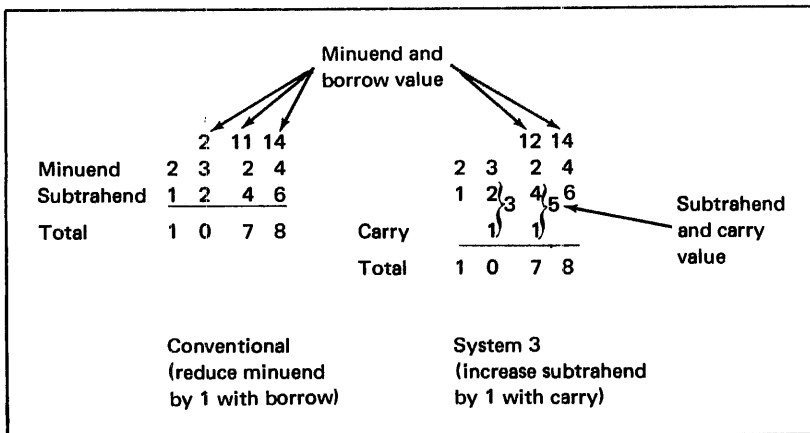 Minuend and
borrow value
2 11 14 12 14
Minuend 2 3 2 4 2 3 2 4
Subtrahend 1 2 4 6 1 2}3 4}5 6 Subtrahend
Total 1 0 7 8 Carry 1 1 and carry
value
Total 1 0 7 8
Conventional System 3
(reduce minuend (increase subtrahend
by 1 with borrow) by 1 with carry)